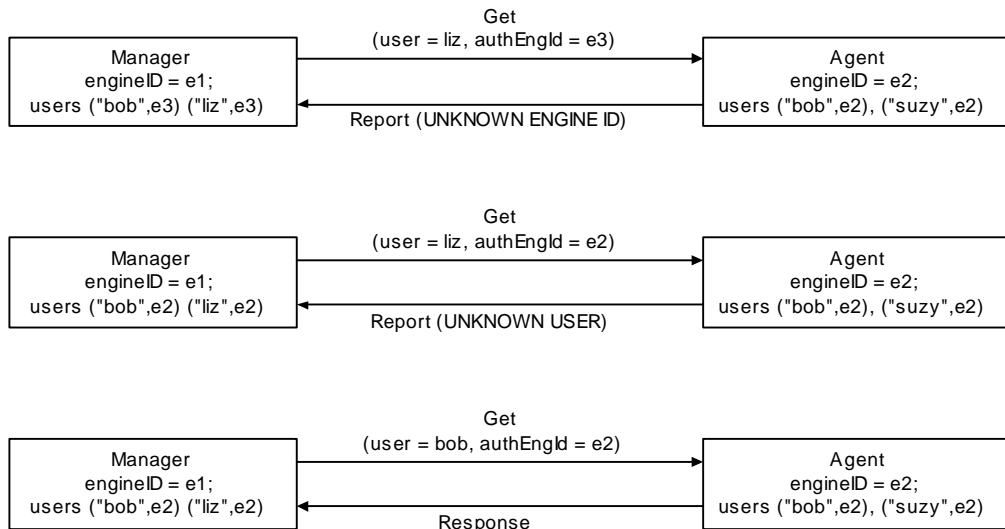 Get
(user = liz, authEngId = e3)
Manager
engineID = e1;
users ("bob",e3) ("liz",e3)
Agent
engineID = e2;
users ("bob",e2), ("suzy",e2)
Report (UNKNOWN ENGINE ID)
Get
(user = liz, authEngId = e2)
Manager
engineID = e1;
users ("bob",e2) ("liz",e2)
Agent
engineID = e2;
users ("bob",e2), ("suzy",e2)
Report (UNKNOWN USER)
Get
(user = bob, authEngId = e2)
Manager
engineID = e1;
users ("bob",e2) ("liz",e2)
Agent
engineID = e2;
users ("bob",e2), ("suzy",e2)
Response